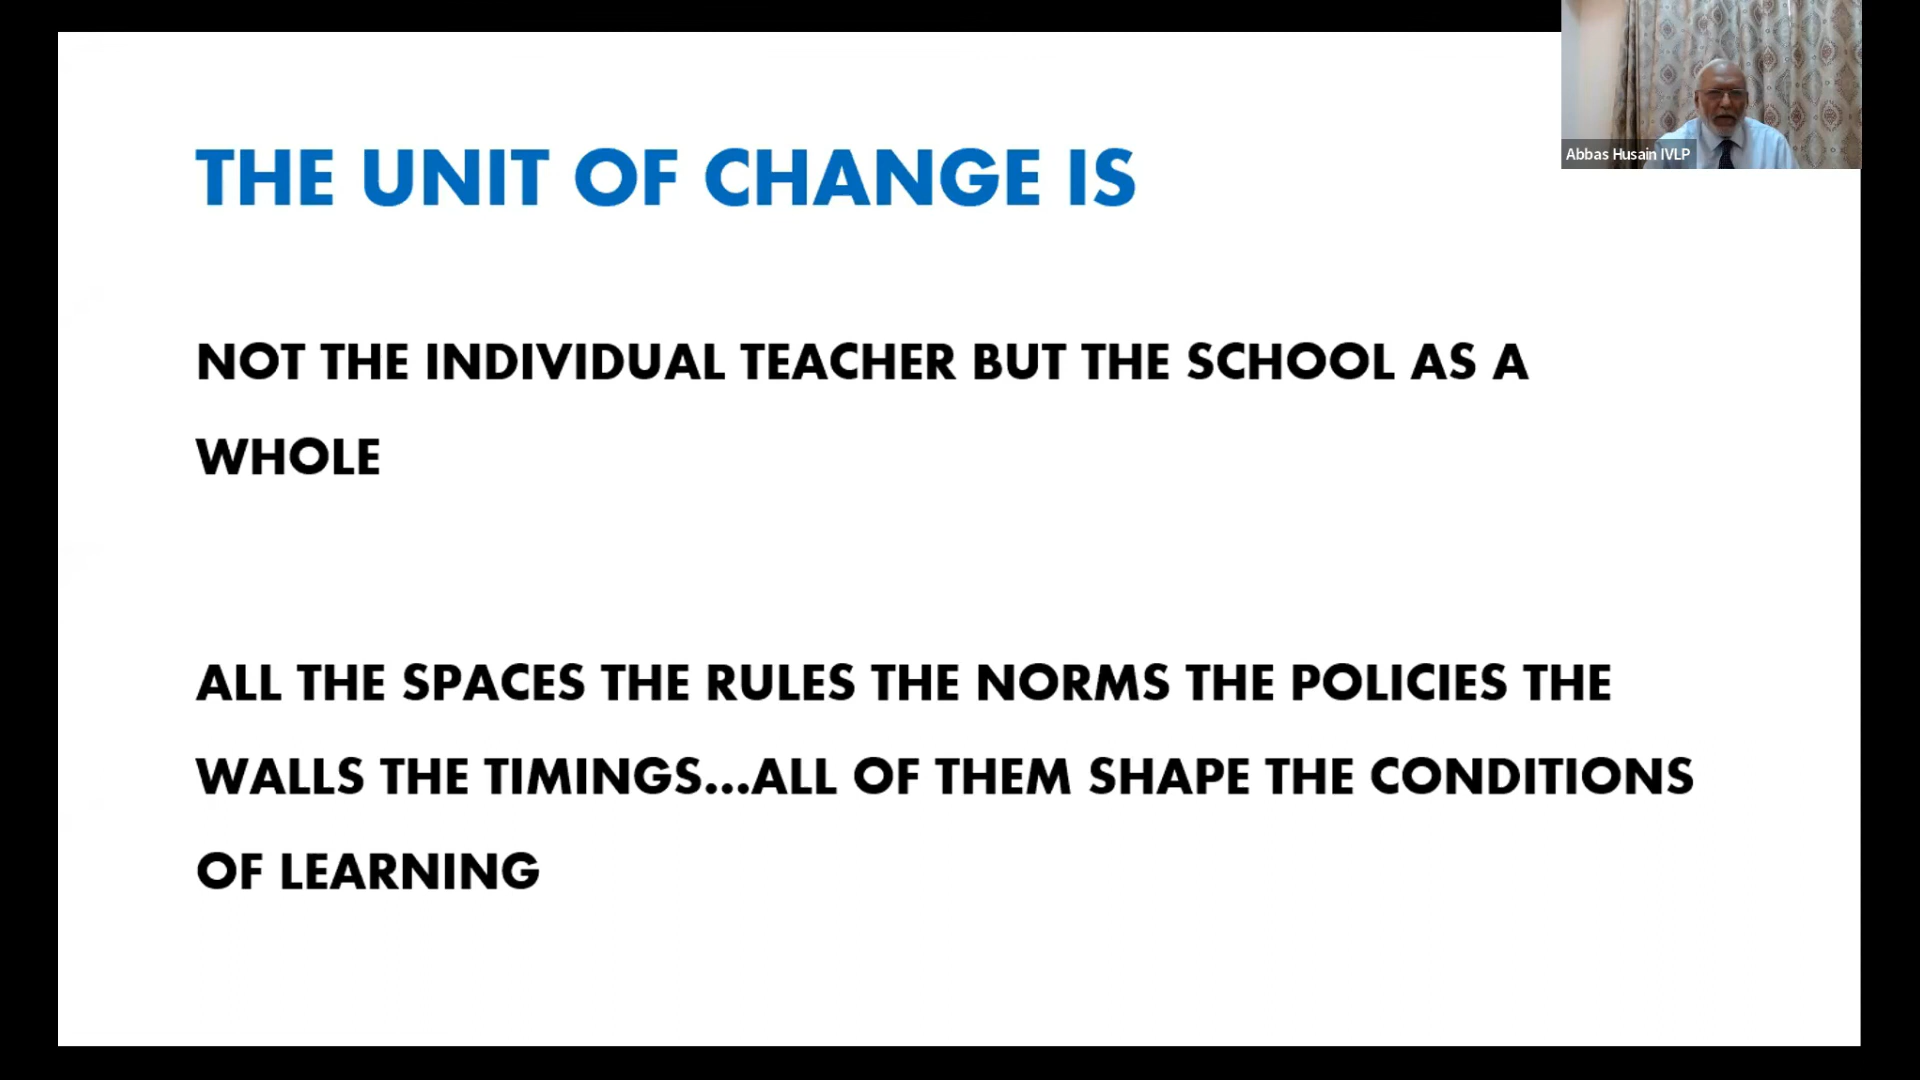 THE UNIT OF CHANGE IS
Abbas Husain IVLP
NOT THE INDIVIDUAL TEACHER BUT THE SCHOOL AS A
WHOLE
ALL THE SPACES THE RULES THE NORMS THE POLICIES THE
WALLS THE TIMINGS...ALL OF THEM SHAPE THE CONDITIONS
OF LEARNING